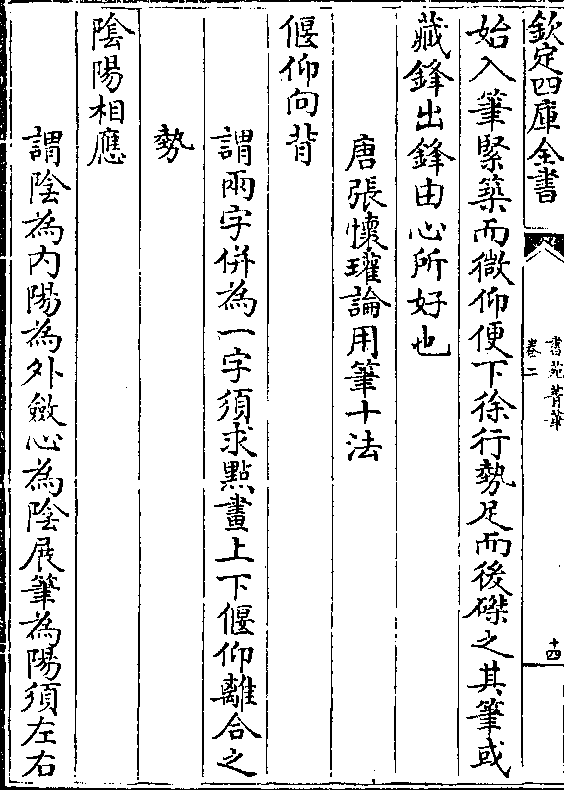 欽定四庫全書
書苑菁華
卷二
十四
始入筆緊築而微仰便下徐行勢足而後磔之其筆或
藏鋒出鋒由心所好也
唐張懷瓘論用筆十法
偃仰向背
謂兩字併為一字須求點畫上下偃仰離合之
勢
陰陽相應
謂陰為內陽為外斂心為陰展筆為陽須左右